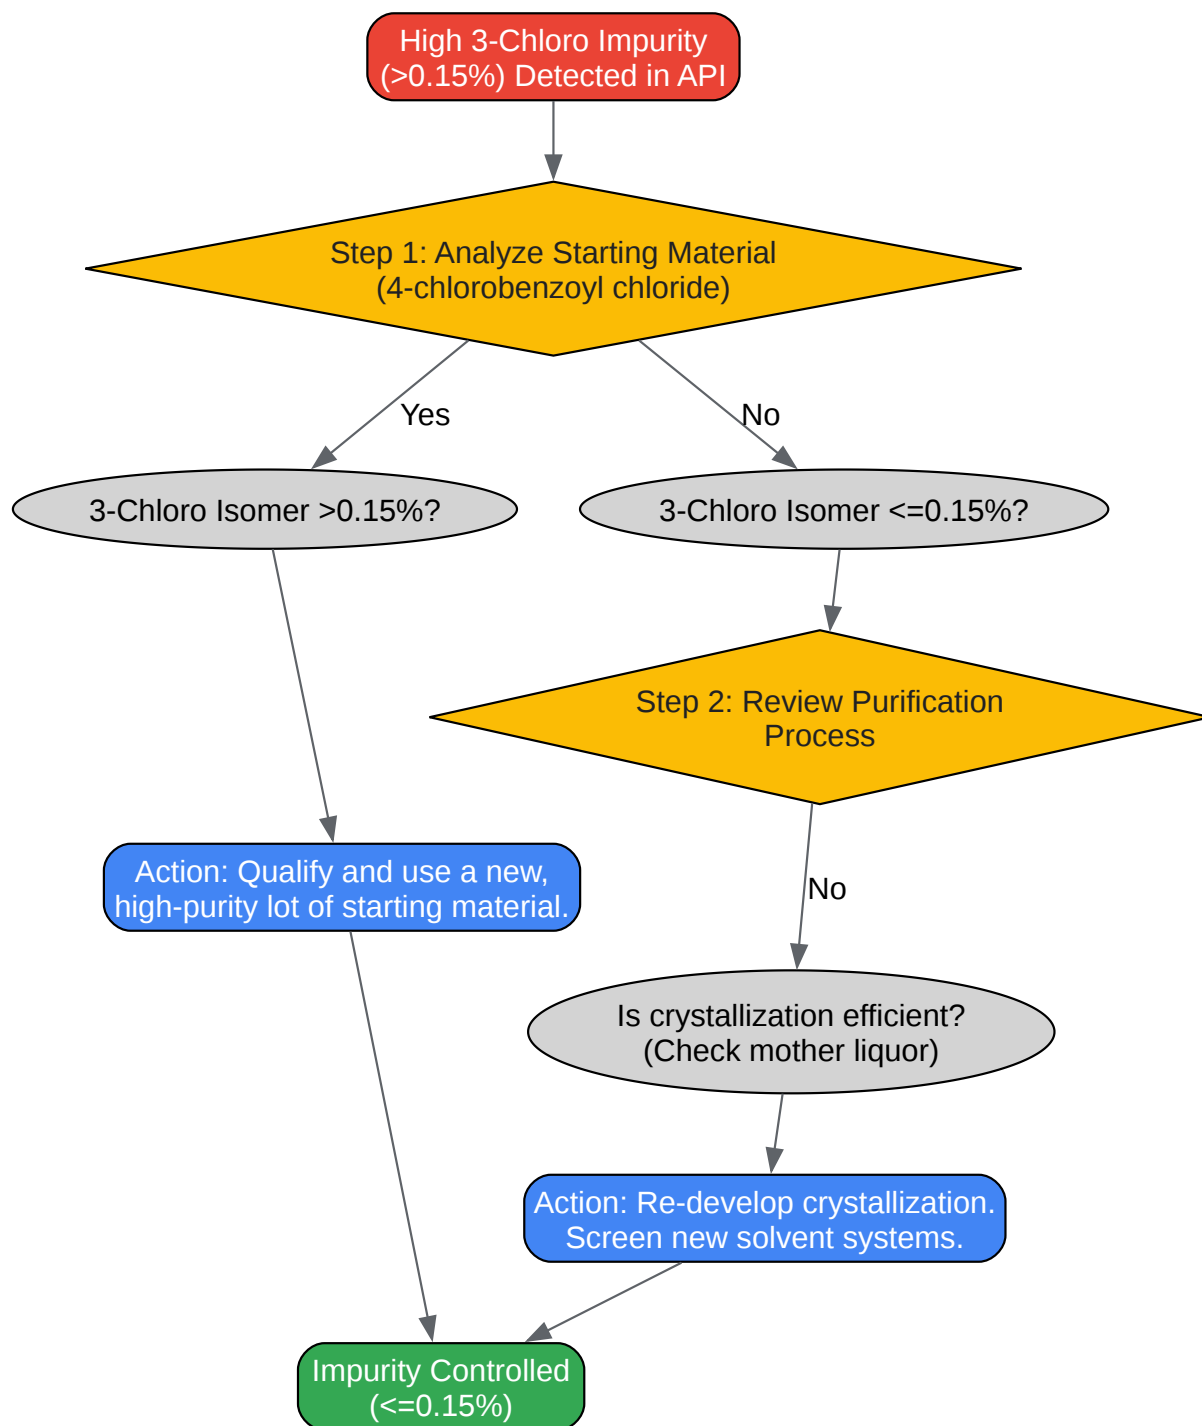 High 3-Chloro Impurity
(>0.15%) Detected in API
Step 1: Analyze Starting Material
(4-chlorobenzoyl chloride)
Yes
No
3-Chloro Isomer >0.15%?
3-Chloro Isomer <=0.15%?
Step 2: Review Purification
Process
Action: Qualify and use a new,
high-purity lot of starting material.
No
Is crystallization efficient?
(Check mother liquor)
Action: Re-develop crystallization.
Screen new solvent systems.
Impurity Controlled
(<=0.15%)